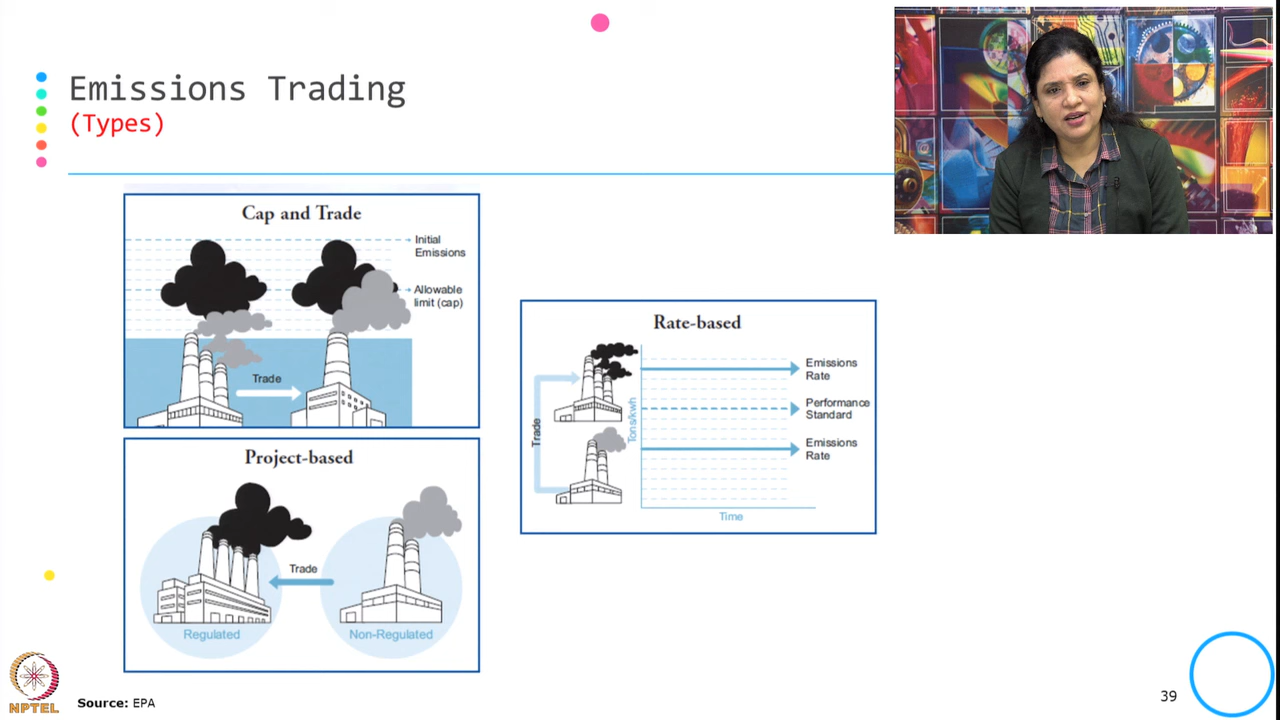 Emissions Trading
(Types)
Cap and Trade
Initial
Emissions
Allowable
limit (cap)
Trade
Project-based
Trade
Regulated
Non-Regulated
Rate-based
Trade
Tons/kwh
Emissions
Rate
Performance
Standard
Emissions
Rate
Time
NPTEL
Source: EPA
39